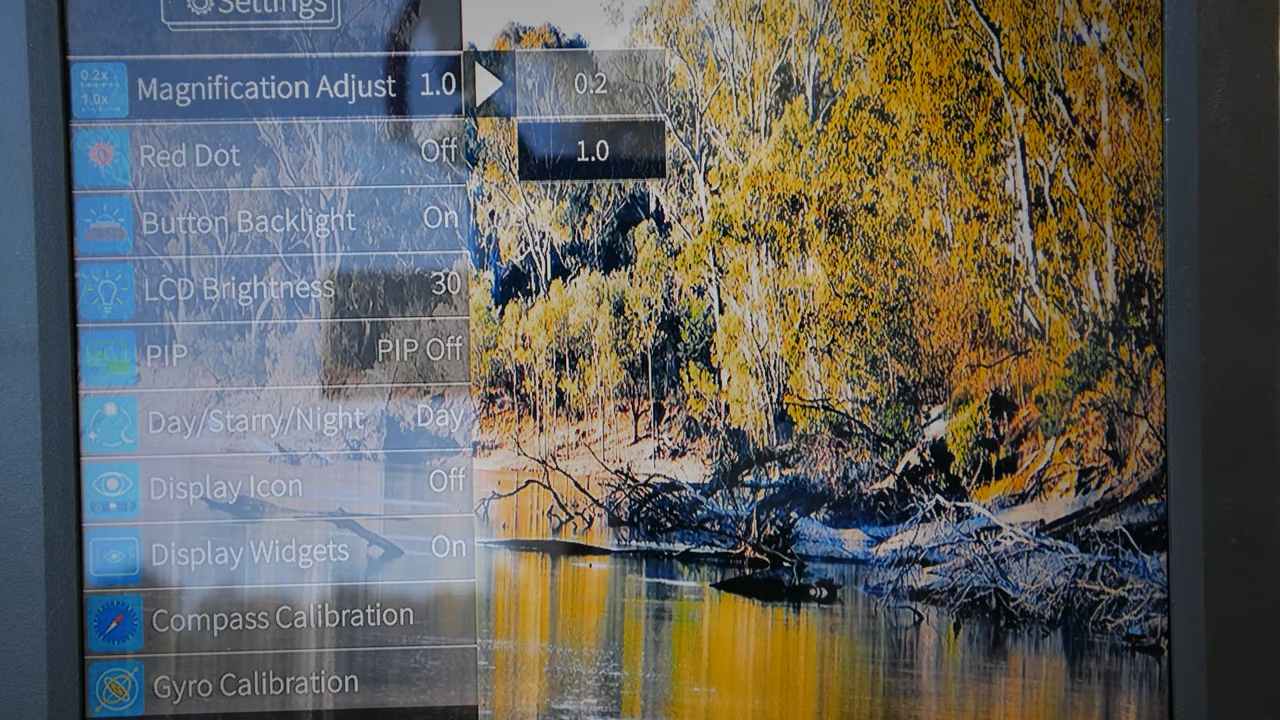 Settings
0.2x
1.0x
Magnification Adjust 1.0
0.2
1.0
Red Dot Off
Button Backlight On
LCD Brightness 30
PIP PIP Off
Day/Starry/Night Day
Display Icon Off
Display Widgets On
Compass Calibration
Gyro Calibration